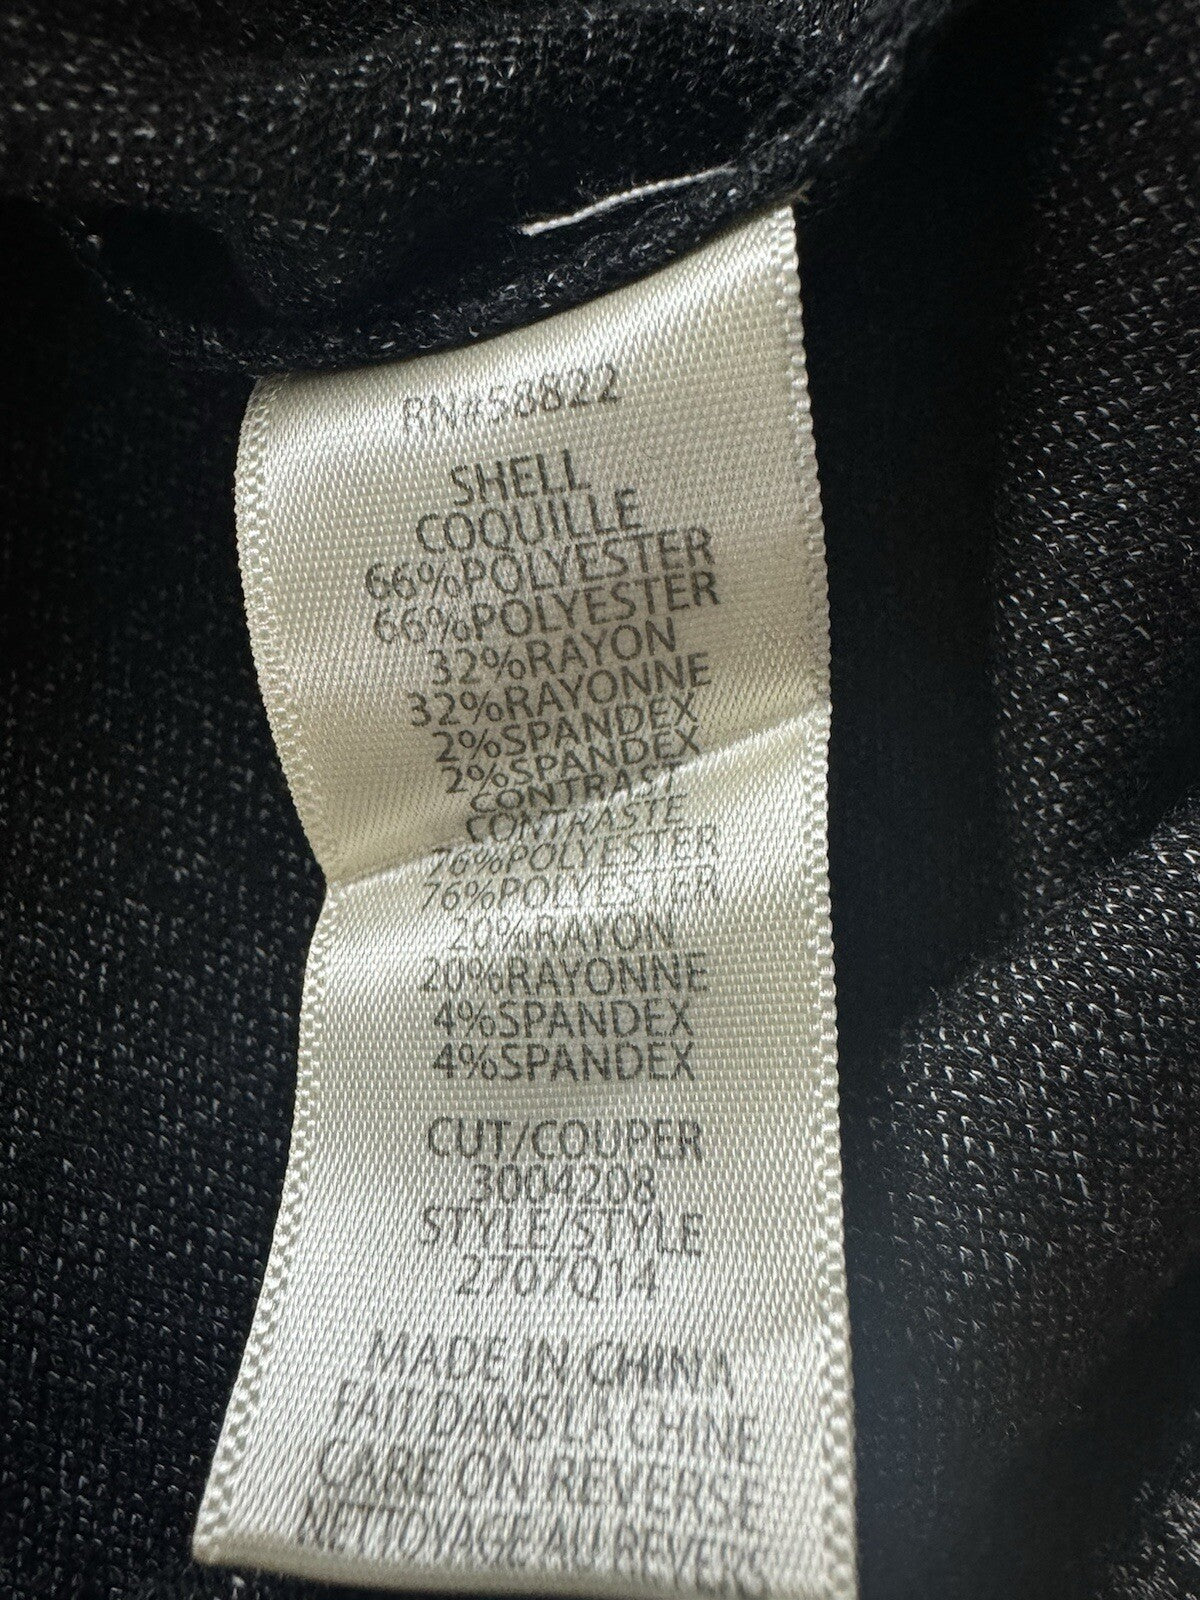 RN#58822
SHELL
COQUILLE
66%POLYESTER
66%POLYESTER
32%RAYON
32%RAYONNE
2%SPANDEX
2%SPANDEX
CONTRAST
CONTRASTE
76%POLYESTER
76%POLYESTER
20%RAYON
20%RAYONNE
4%SPANDEX
4%SPANDEX
CUT/COUPER
3004208
STYLE/STYLE
2707Q14
MADE IN CHINA
FAIT DANS LA CHINE
CARE ON REVERSE
NETTOYAGE AU REVERSE